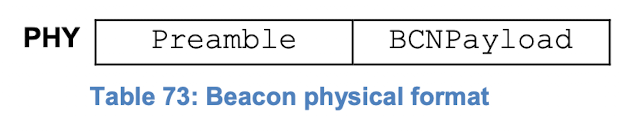 PHY Preamble BCNPayload
Table 73: Beacon physical format